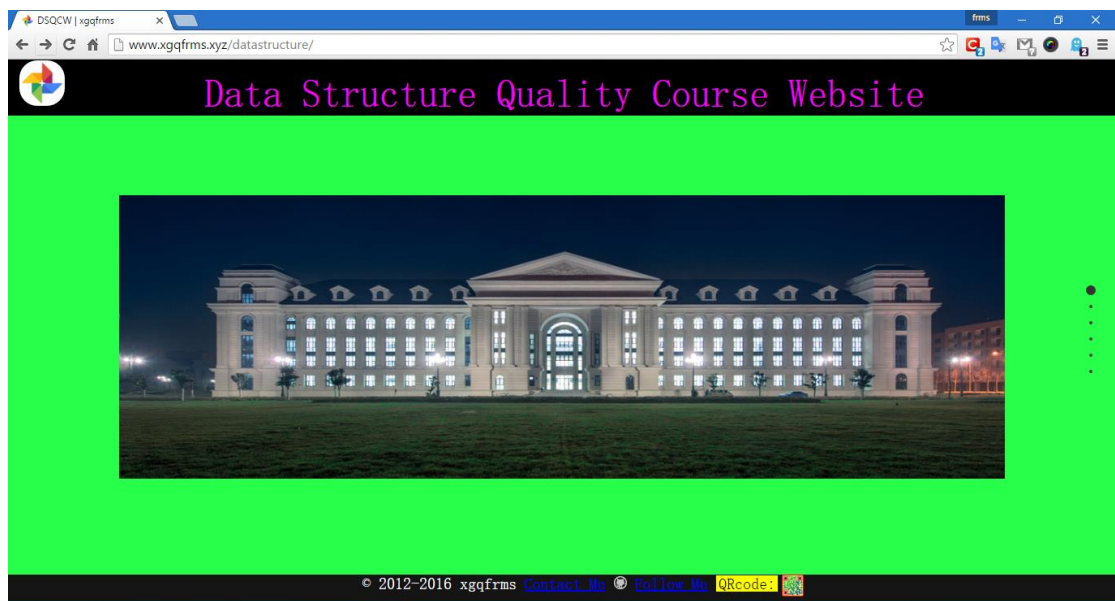 DSQCW | xgqfrms
frms
www.xgqfrms.xyz/datastructure/
Data Structure Quality Course Website
© 2012-2016 xgqfrms Contact Me Follow Me QRcode: